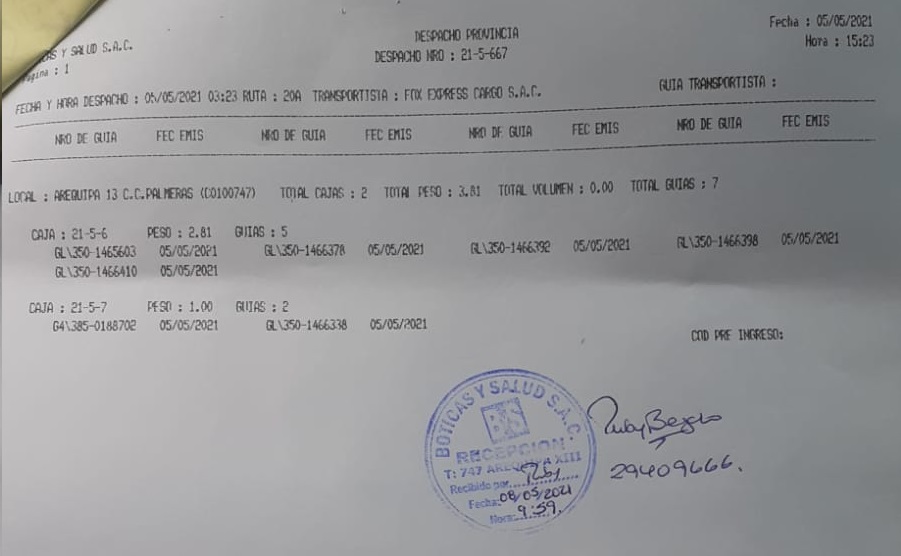 DESPACHO PROVINCIA
Fecha : 05/05/2021
Y SALUD S.A.C.
DESPACHO NRO : 21-5-667
Hora : 15:23
Pagina : 1
FECHA Y HORA DESPACHO : 05/05/2021 03:23 RUTA : 20A TRANSPORTISTA : FOX EXPRESS CARGO S.A.C. GUIA TRANSPORTISTA :
NRO DE GUIA FEC EMIS NRO DE GUIA FEC EMIS NRO DE GUIA FEC EMIS NRO DE GUIA FEC EMIS
LOCAL : AREQUIPA 13 C.C.PALMERAS (C0100747) TOTAL CAJAS : 2 TOTAL PESO : 3.81 TOTAL VOLUMEN : 0.00 TOTAL GUIAS : 7
CAJA : 21-5-6 PESO : 2.81 GUIAS : 5
GL\350-1465603 05/05/2021 GL\350-1466378 05/05/2021 GL\350-1466392 05/05/2021 GL\350-1466398 05/05/2021
GL\350-1466410 05/05/2021
CAJA : 21-5-7 PESO : 1.00 GUIAS : 2
G4\385-0188702 05/05/2021 GL\350-1466338 05/05/2021
COD PRE INGRESO:
BOTICAS Y SALUD S.A.C.
RECEPCION
T: 747 AREQUIPA XIII
Recibido por: Ruby
Fecha: 08/05/2021
Hora: 9:59
Ruby
29409666.